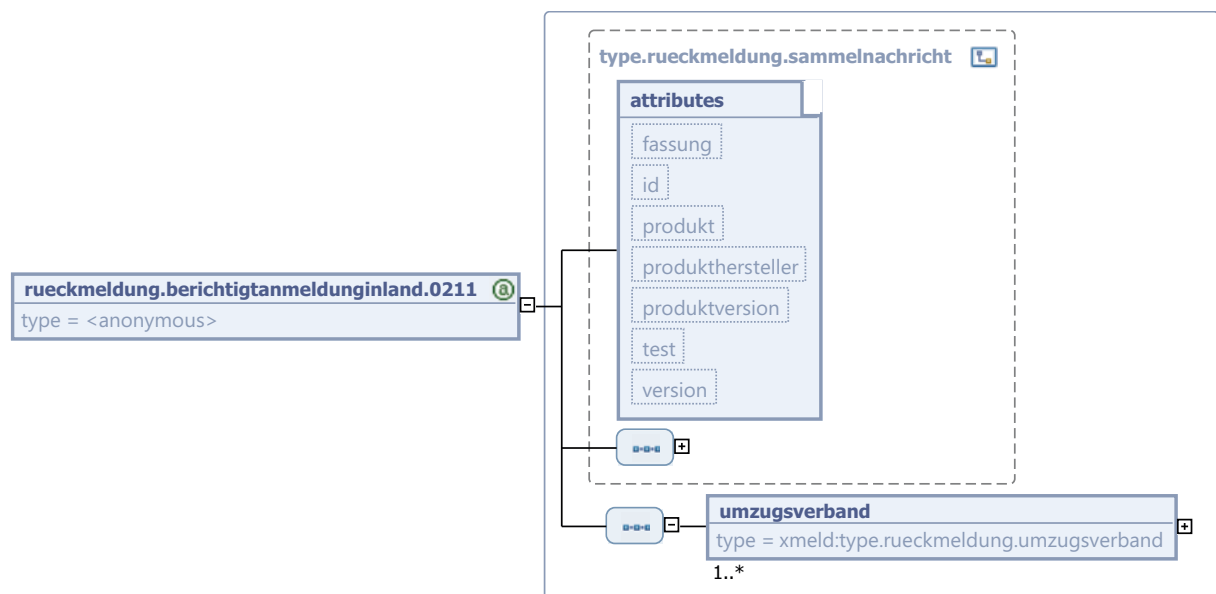 type.rueckmeldung.sammelnachricht
attributes
fassung
id
produkt
produkthersteller
produktversion
test
version
rueckmeldung.berichtigtanmeldunginland.0211
type = <anonymous>
umzugsverband
type = xmeld:type.rueckmeldung.umzugsverband
1..*